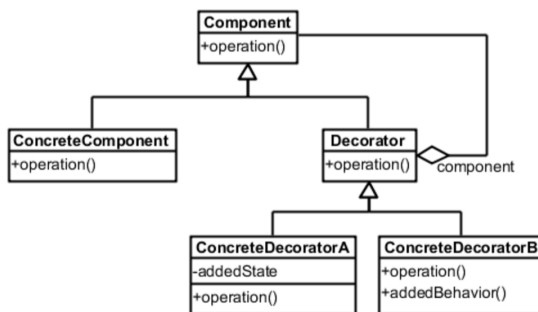 Component
+operation()
ConcreteComponent
+operation()
Decorator
+operation()
component
ConcreteDecoratorA
-addedState
+operation()
ConcreteDecoratorB
+operation()
+addedBehavior()